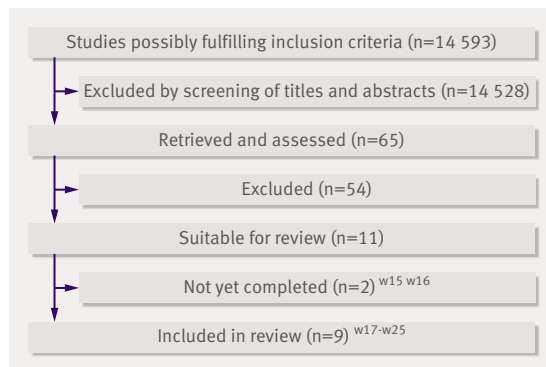 Studies possibly fulfilling inclusion criteria (n=14 593)
Excluded by screening of titles and abstracts (n=14 528)
Retrieved and assessed (n=65)
Excluded (n=54)
Suitable for review (n=11)
Not yet completed (n=2) w15 w16
Included in review (n=9) w17-w25